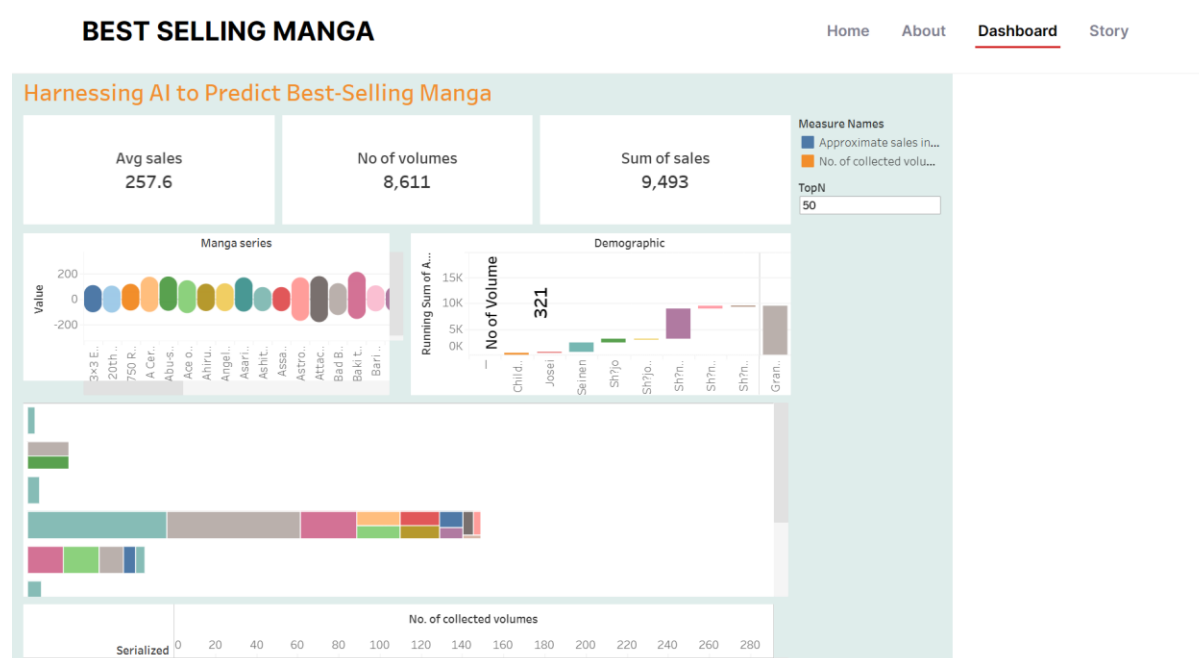 BEST SELLING MANGA
Home About Dashboard Story
Harnessing AI to Predict Best-Selling Manga
Avg sales
257.6
No of volumes
8,611
Sum of sales
9,493
Measure Names
Approximate sales in...
No. of collected volu...
TopN
50
Manga series
Value
200
0
-200
3×3 E..
20th ..
750 R..
A Cer..
Abu-s..
Ace o..
Ahiru..
Angel..
Asari..
Ashit..
Assa..
Astro..
Attac..
Bad B..
Baki t..
Bari ..
Demographic
Running Sum of A...
15K
10K
5K
0K
No of Volume
321
—
Child..
Josei
Seinen
Sh?jo
Sh?jo..
Sh?n..
Sh?n..
Sh?n..
Gran..
No. of collected volumes
Serialized
0 20 40 60 80 100 120 140 160 180 200 220 240 260 280